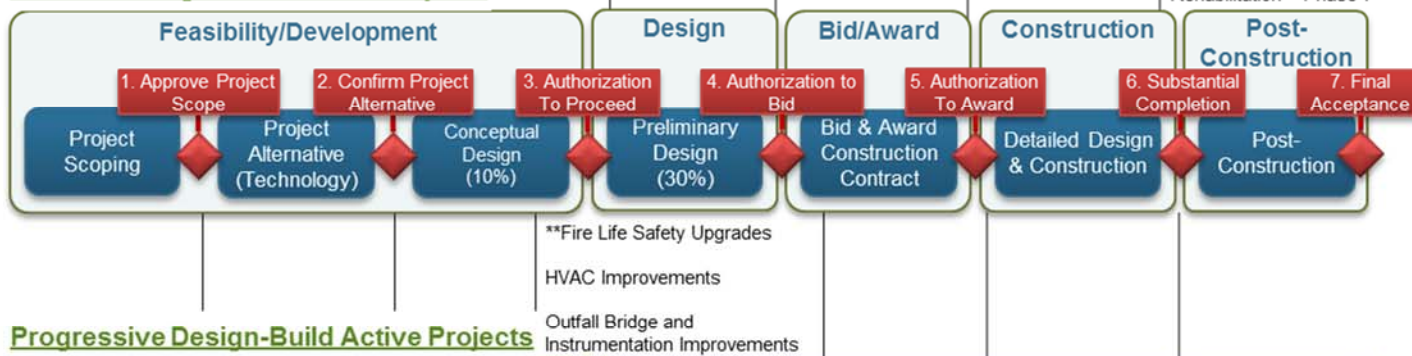 Feasibility/Development
Design
Bid/Award
Construction
Post-
Construction
1. Approve Project
Scope
2. Confirm Project
Alternative
3. Authorization
To Proceed
4. Authorization to
Bid
5. Authorization
To Award
6. Substantial
Completion
7. Final
Acceptance
Project
Scoping
Project
Alternative
(Technology)
Conceptual
Design
(10%)
Preliminary
Design
(30%)
Bid & Award
Construction
Contract
Detailed Design
& Construction
Post-
Construction
**Fire Life Safety Upgrades
HVAC Improvements
Outfall Bridge and
Instrumentation Improvements
Progressive Design-Build Active Projects